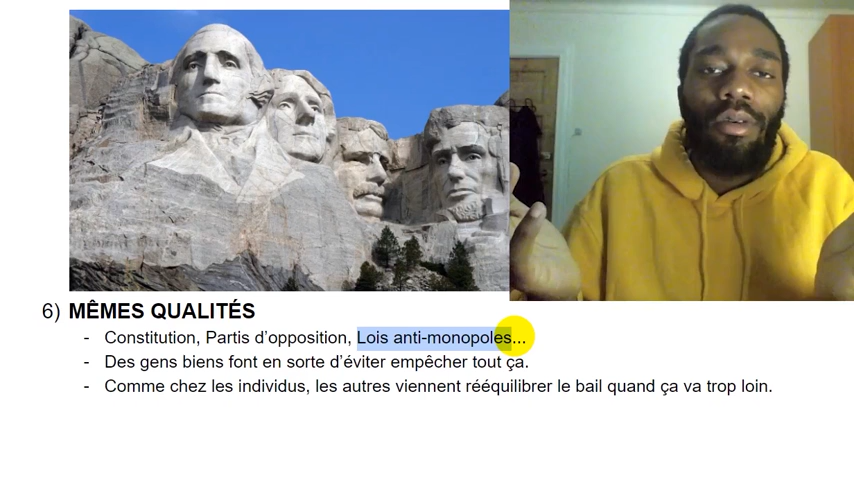 6) MÊMES QUALITÉS
- Constitution, Partis d’opposition, Lois anti-monopoles...
- Des gens biens font en sorte d’éviter empêcher tout ça.
- Comme chez les individus, les autres viennent rééquilibrer le bail quand ça va trop loin.